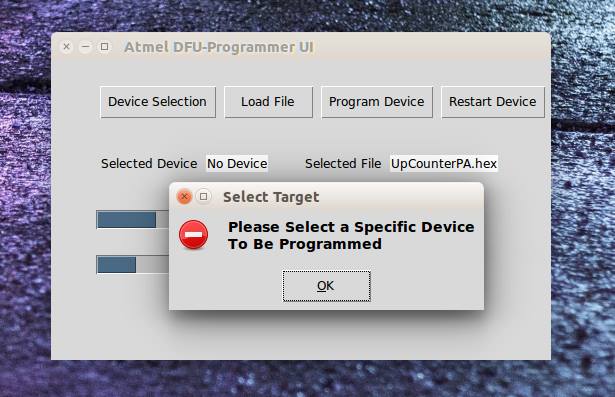 Atmel DFU-Programmer UI
Device Selection Load File Program Device Restart Device
Selected Device No Device Selected File UpCounterPA.hex
Select Target
Please Select a Specific Device
To Be Programmed
OK